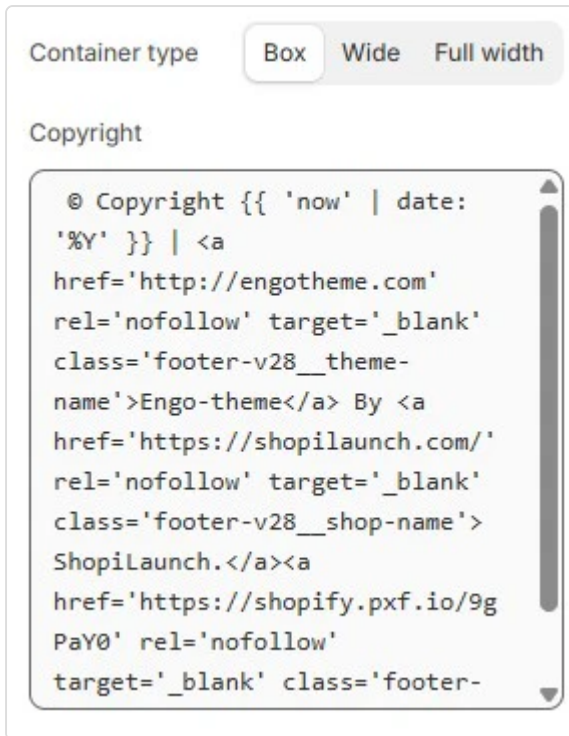 Container type Box Wide Full width
Copyright
© Copyright {{ 'now' | date:
'%Y' }} | <a
href='http://engotheme.com'
rel='nofollow' target='_blank'
class='footer-v28__theme-
name'>Engo-theme</a> By <a
href='https://shopilaunch.com/'
rel='nofollow' target='_blank'
class='footer-v28__shop-name'>
ShopiLaunch.</a><a
href='https://shopify.pxf.io/9g
PaY0' rel='nofollow'
target='_blank' class='footer-